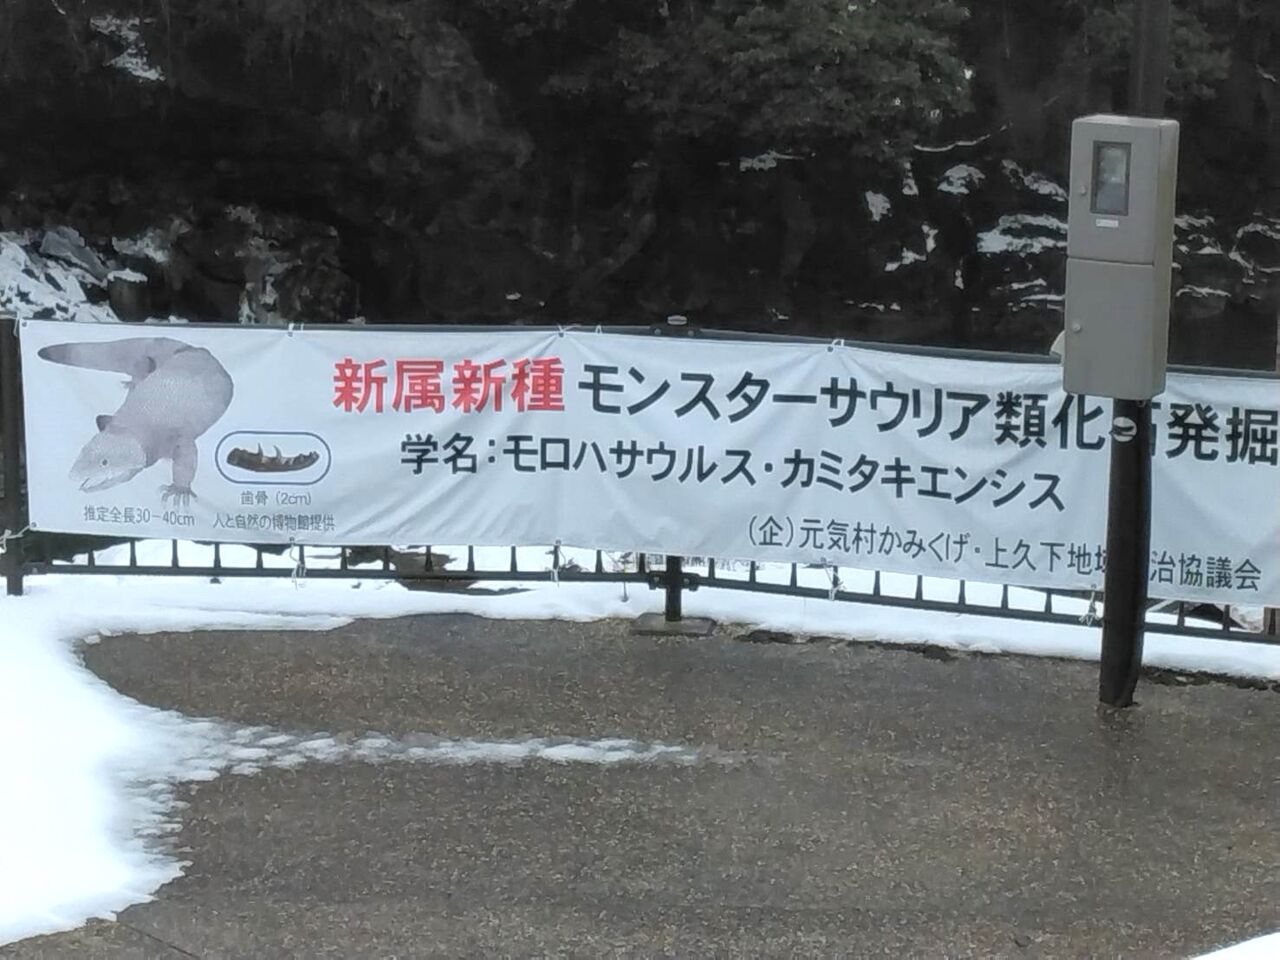 新属新種 モンスターサウリア類化石発掘
学名：モロハサウルス・カミタキエンシス
歯骨（2cm）
推定全長30－40cm 人と自然の博物館提供
（企）元気村かみくげ・上久下地域自治協議会